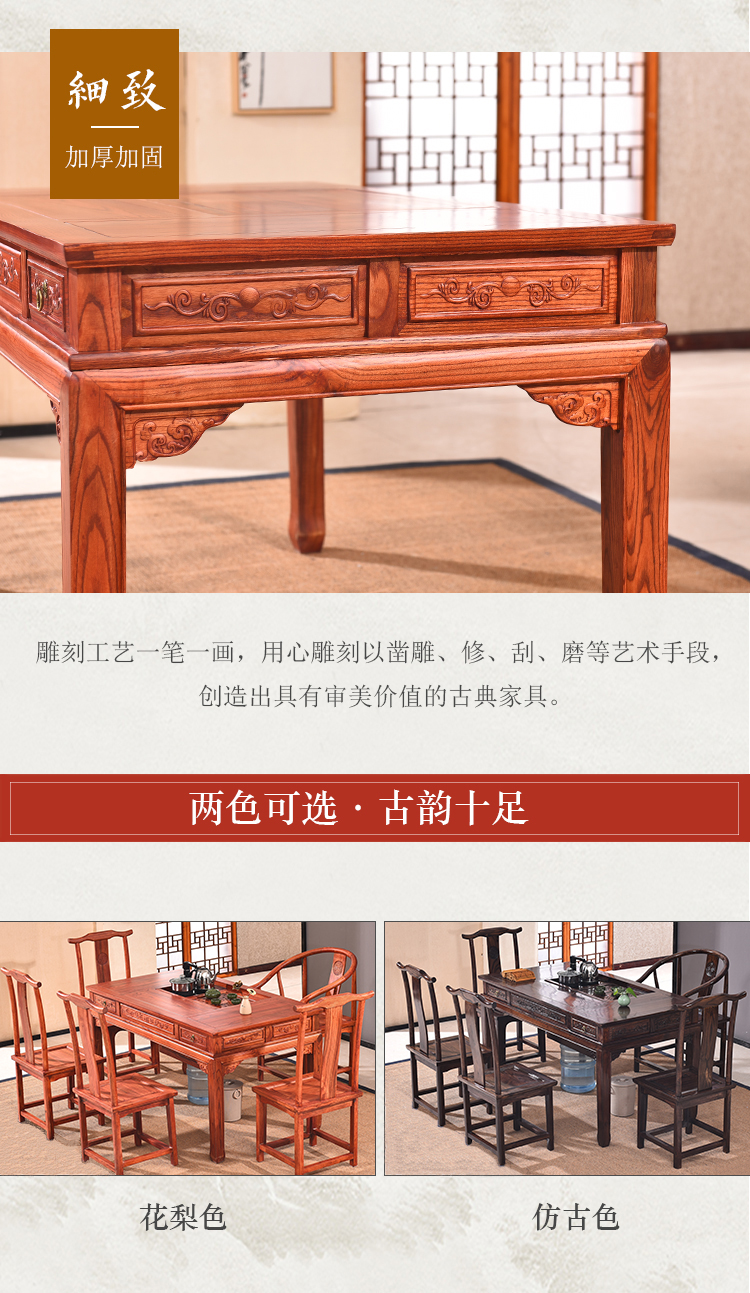 細致
加厚加固
雕刻工艺一笔一画，用心雕刻以凿雕、修、刮、磨等艺术手段，
创造出具有审美价值的古典家具。
两色可选·古韵十足
花梨色
仿古色